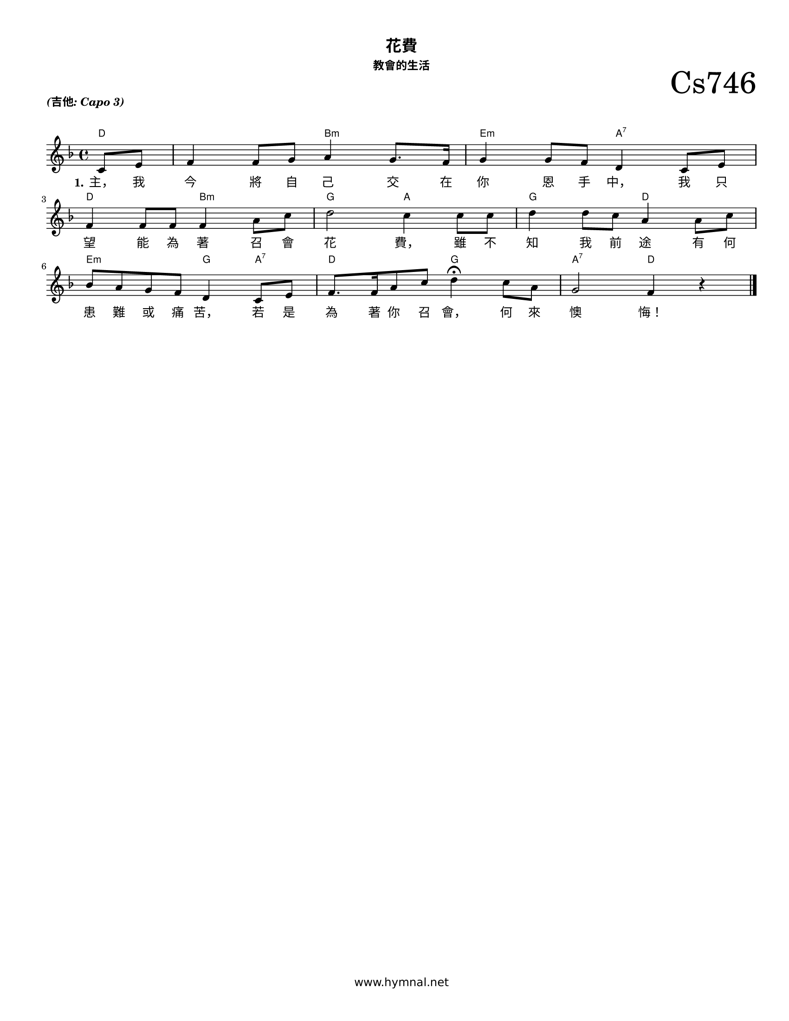 花費
教會的生活
Cs746
(吉他: Capo 3)
D Bm Em A7
1. 主， 我 今 將 自 己 交 在 你 恩 手 中， 我 只
3 D Bm G A G D
望 能 為 著 召 會 花 費， 雖 不 知 我 前 途 有 何
6 Em G A7 D G A7 D
患 難 或 痛 苦， 若 是 為 著 你 召 會， 何 來 懊 悔！
www.hymnal.net